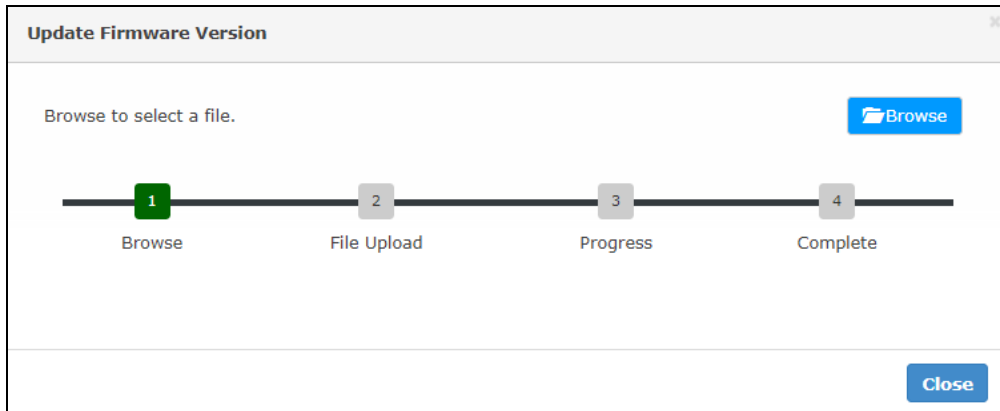 Update Firmware Version
Browse to select a file.
Browse
1 2 3 4
Browse File Upload Progress Complete
Close